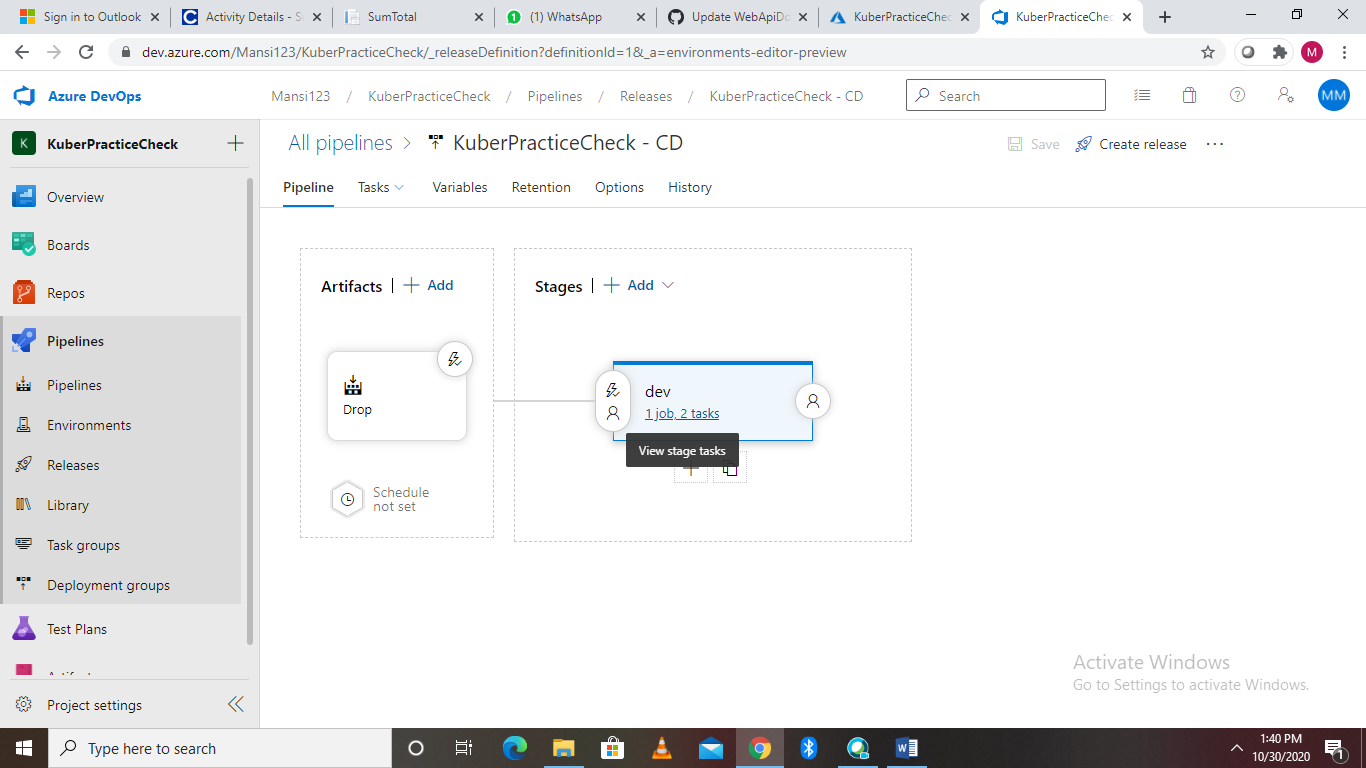 Sign in to Outlook
Activity Details - S
SumTotal
(1) WhatsApp
Update WebApiDo
KuberPracticeChec
KuberPracticeChec
dev.azure.com/Mansi123/KuberPracticeCheck/_releaseDefinition?definitionId=1&_a=environments-editor-preview
M
Azure DevOps
Mansi123 / KuberPracticeCheck / Pipelines / Releases / KuberPracticeCheck - CD
Search
MM
K KuberPracticeCheck
All pipelines > KuberPracticeCheck - CD
Save
Create release
Pipeline
Tasks
Variables
Retention
Options
History
Overview
Boards
Repos
Pipelines
Pipelines
Environments
Releases
Library
Task groups
Deployment groups
Test Plans
Project settings
Artifacts | + Add
Drop
Schedule
not set
Stages | + Add
dev
1 job, 2 tasks
View stage tasks
Activate Windows
Go to Settings to activate Windows.
Type here to search
1:40 PM
10/30/2020
1